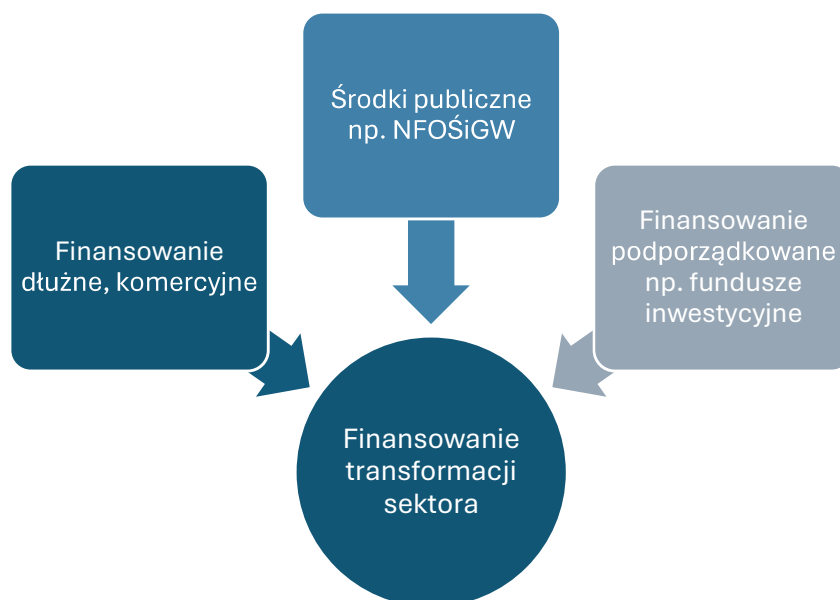 Środki publiczne
np. NFOŚiGW
Finansowanie
dłużne, komercyjne
Finansowanie
podporządkowane
np. fundusze
inwestycyjne
Finansowanie
transformacji
sektora